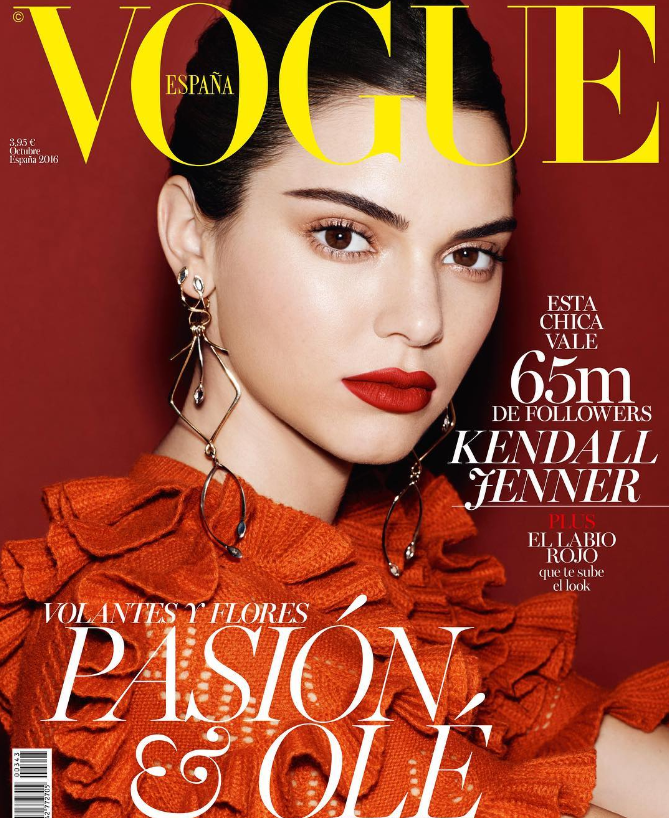 ©
VOGUE
ESPAÑA
3,95 €
Octubre
España 2016
ESTA
CHICA
VALE
65m
DE FOLLOWERS
KENDALL
JENNER
PLUS
EL LABIO
ROJO
que te sube
el look
VOLANTES Y FLORES
PASIÓN
& OLÉ
00343